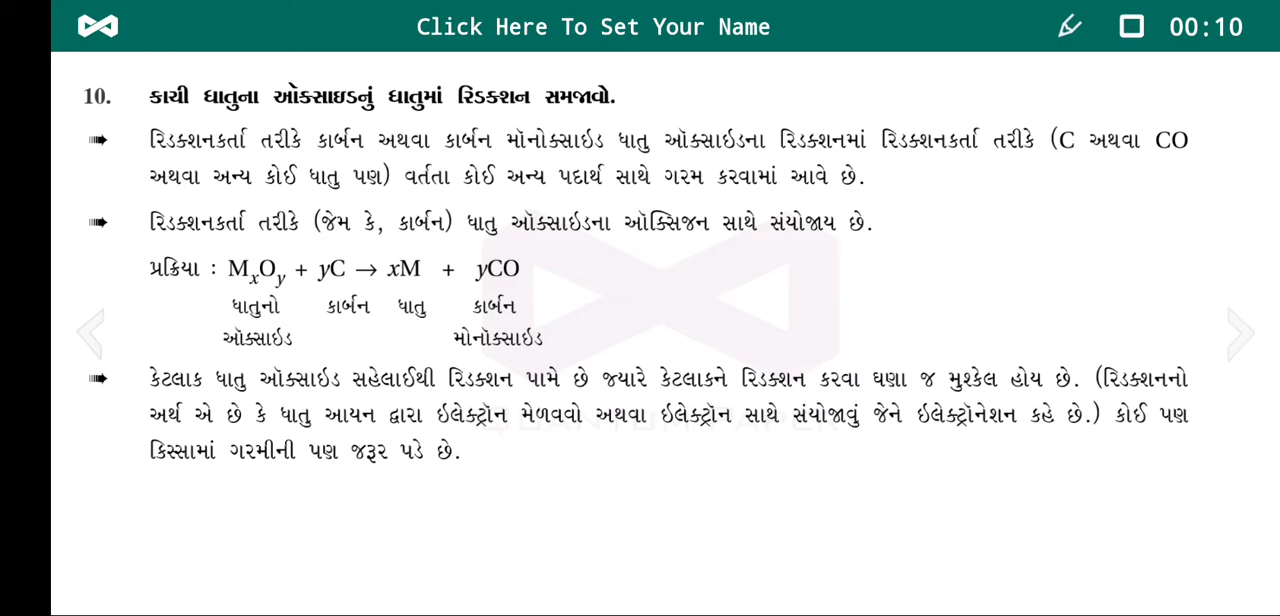 Click Here To Set Your Name
00:10
10. કાચી ધાતુના ઑક્સાઇડનું ધાતુમાં રિડક્શન સમજાવો.
➠ રિડક્શનકર્તા તરીકે કાર્બન અથવા કાર્બન મૉનોક્સાઇડ ધાતુ ઑક્સાઇડના રિડક્શનમાં રિડક્શનકર્તા તરીકે (C અથવા CO
અથવા અન્ય કોઈ ધાતુ પણ) વર્તતા કોઈ અન્ય પદાર્થ સાથે ગરમ કરવામાં આવે છે.
➠ રિડક્શનકર્તા તરીકે (જેમ કે, કાર્બન) ધાતુ ઑક્સાઇડના ઑક્સિજન સાથે સંયોજાય છે.
પ્રક્રિયા : MₓOᵧ + yC → xM + yCO
ધાતુનો કાર્બન ધાતુ કાર્બન
ઑક્સાઇડ મોનૉક્સાઇડ
➠ કેટલાક ધાતુ ઑક્સાઇડ સહેલાઈથી રિડક્શન પામે છે જ્યારે કેટલાકને રિડક્શન કરવા ઘણા જ મુશ્કેલ હોય છે. (રિડક્શનનો
અર્થ એ છે કે ધાતુ આયન દ્વારા ઇલેક્ટ્રૉન મેળવવો અથવા ઇલેક્ટ્રૉન સાથે સંયોજાવું જેને ઇલેક્ટ્રૉનેશન કહે છે.) કોઈ પણ
QUANTUM PAPER
કિસ્સામાં ગરમીની પણ જરૂર પડે છે.